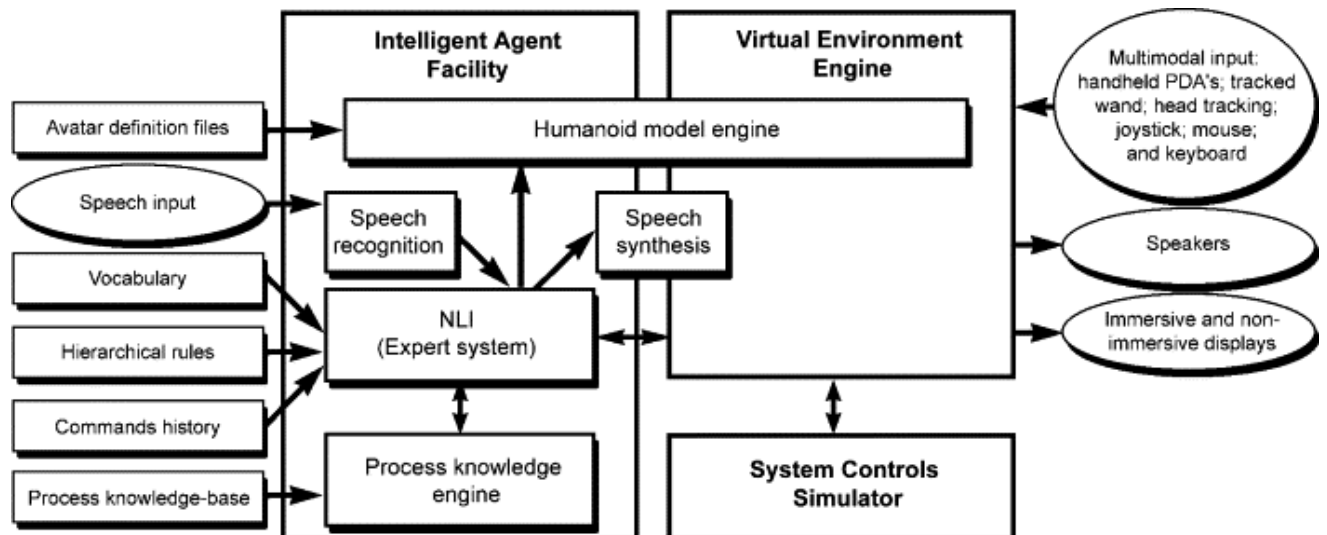 Intelligent Agent
Facility
Virtual Environment
Engine
Multimodal input:
handheld PDA's; tracked
wand; head tracking;
joystick; mouse;
and keyboard
Avatar definition files
Humanoid model engine
Speech input
Speech
recognition
Speech
synthesis
Speakers
Vocabulary
NLI
(Expert system)
Immersive and non-
immersive displays
Hierarchical rules
Commands history
Process knowledge
engine
System Controls
Simulator
Process knowledge-base